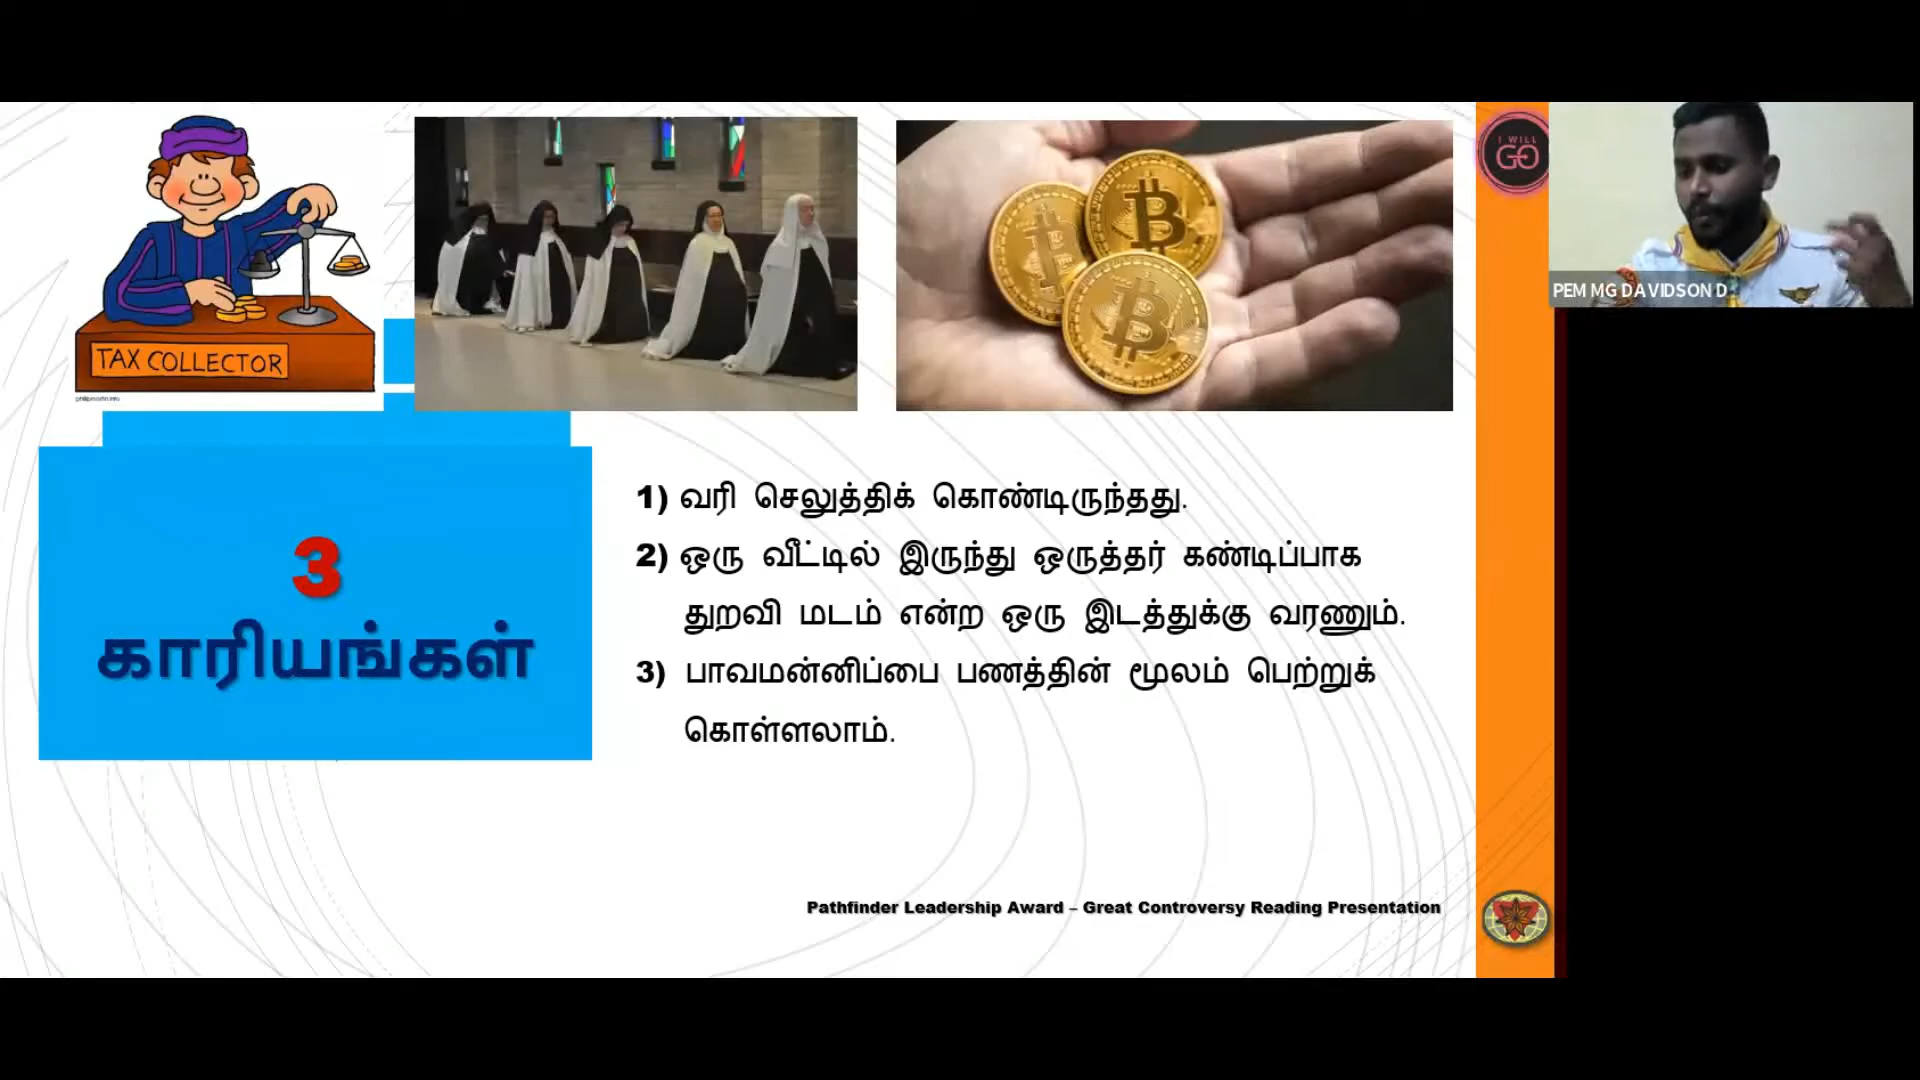 I WILL
GO
PEM MG DAVIDSON D
TAX COLLECTOR
3
காரியங்கள்
1) வரி செலுத்திக் கொண்டிருந்தது.
2) ஒரு வீட்டில் இருந்து ஒருத்தர் கண்டிப்பாக
துறவி மடம் என்ற ஒரு இடத்துக்கு வரணும்.
3) பாவமன்னிப்பை பணத்தின் மூலம் பெற்றுக்
கொள்ளலாம்.
Pathfinder Leadership Award – Great Controversy Reading Presentation